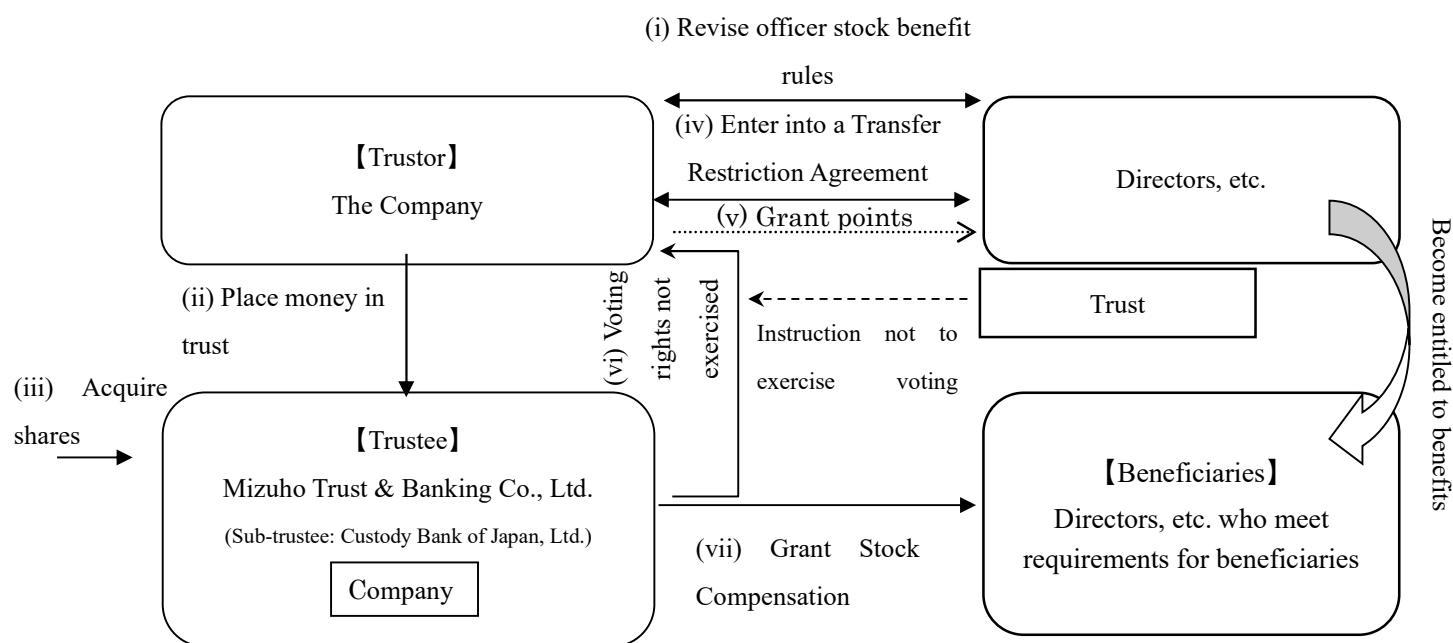 (i) Revise officer stock benefit
rules
(iv) Enter into a Transfer
Restriction Agreement
(v) Grant points
【Trustor】
The Company
Directors, etc.
(ii) Place money in
trust
(vi) Voting
rights not
exercised
Trust
Instruction not to
exercise voting
Become entitled to benefits
(iii) Acquire
shares
【Trustee】
Mizuho Trust & Banking Co., Ltd.
(Sub-trustee: Custody Bank of Japan, Ltd.)
Company
(vii) Grant Stock
Compensation
【Beneficiaries】
Directors, etc. who meet
requirements for beneficiaries